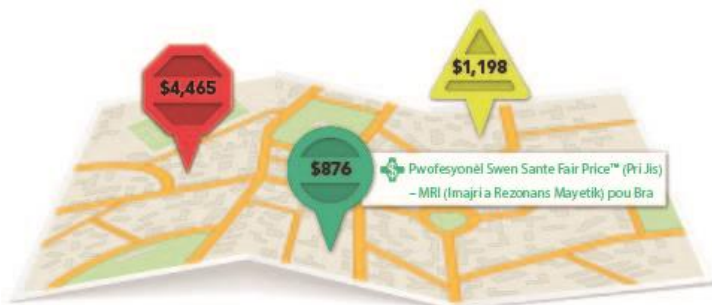 $4,465
$1,198
$876
Pwofesyonèl Swen Sante Fair Price™ (Pri Jis)
– MRI (Imajri a Rezonans Mayetik) pou Bra